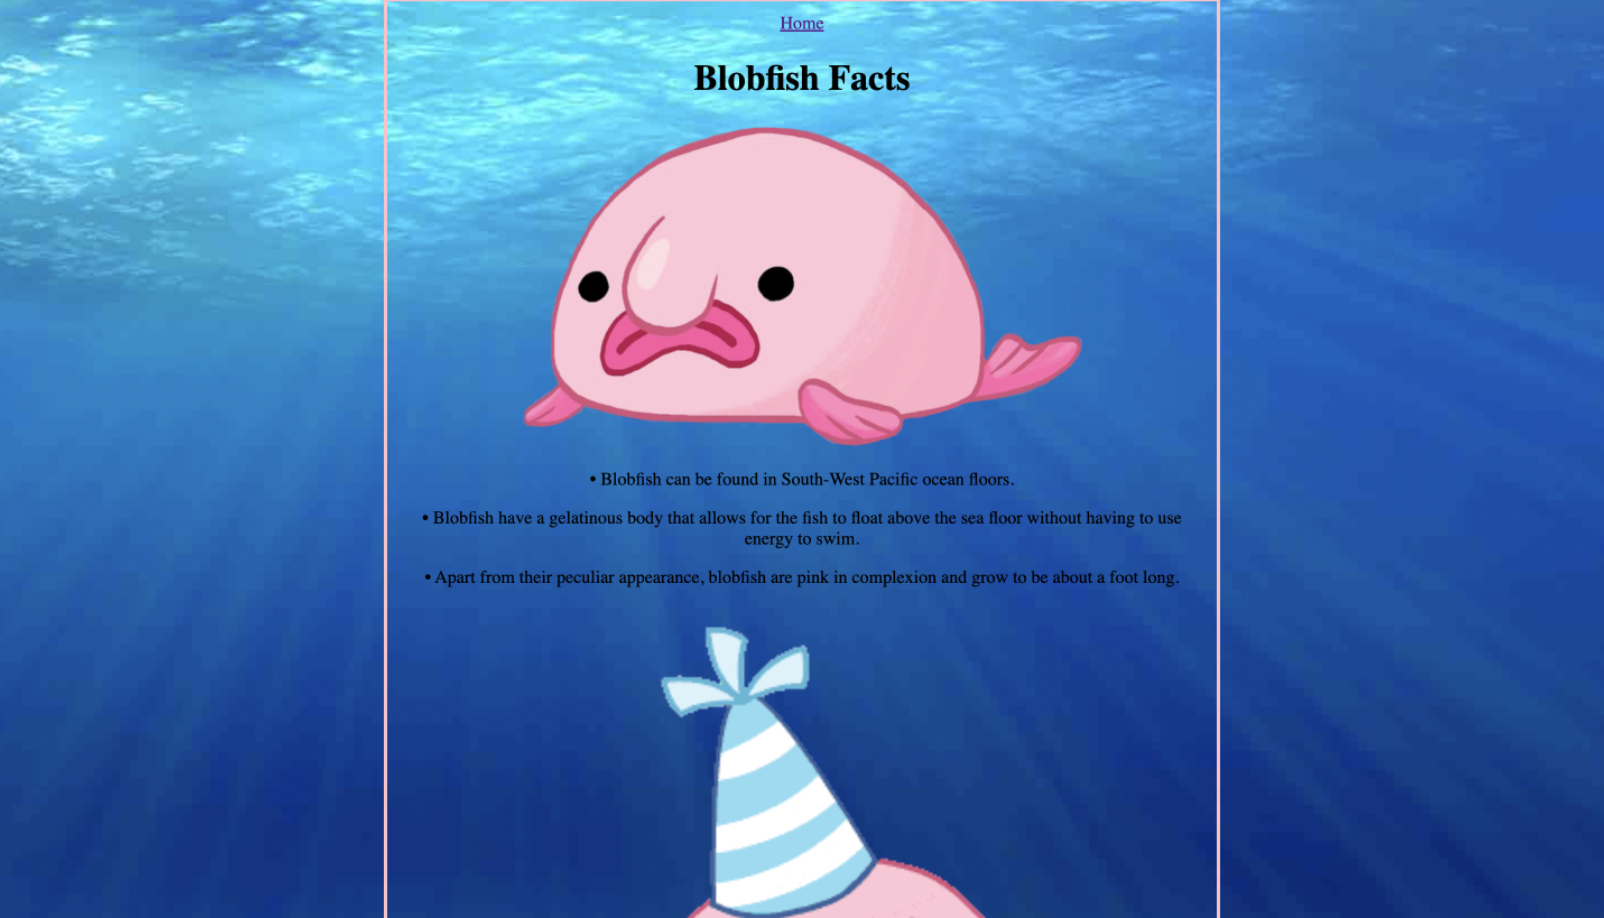 Home
Blobfish Facts
• Blobfish can be found in South-West Pacific ocean floors.
• Blobfish have a gelatinous body that allows for the fish to float above the sea floor without having to use
energy to swim.
• Apart from their peculiar appearance, blobfish are pink in complexion and grow to be about a foot long.